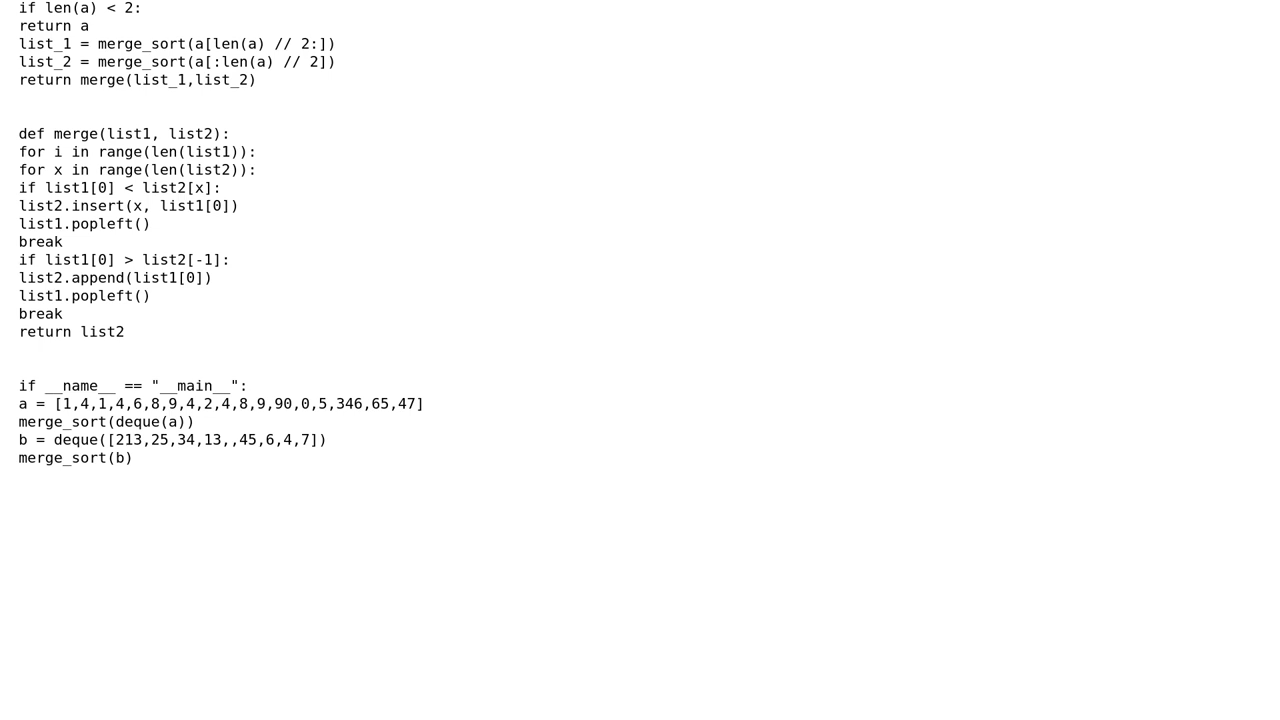 if len(a) < 2:
return a
list_1 = merge_sort(a[len(a) // 2:])
list_2 = merge_sort(a[:len(a) // 2])
return merge(list_1,list_2)
def merge(list1, list2):
for i in range(len(list1)):
for x in range(len(list2)):
if list1[0] < list2[x]:
list2.insert(x, list1[0])
list1.popleft()
break
if list1[0] > list2[-1]:
list2.append(list1[0])
list1.popleft()
break
return list2
if __name__ == "__main__":
a = [1,4,1,4,6,8,9,4,2,4,8,9,90,0,5,346,65,47]
merge_sort(deque(a))
b = deque([213,25,34,13,,45,6,4,7])
merge_sort(b)